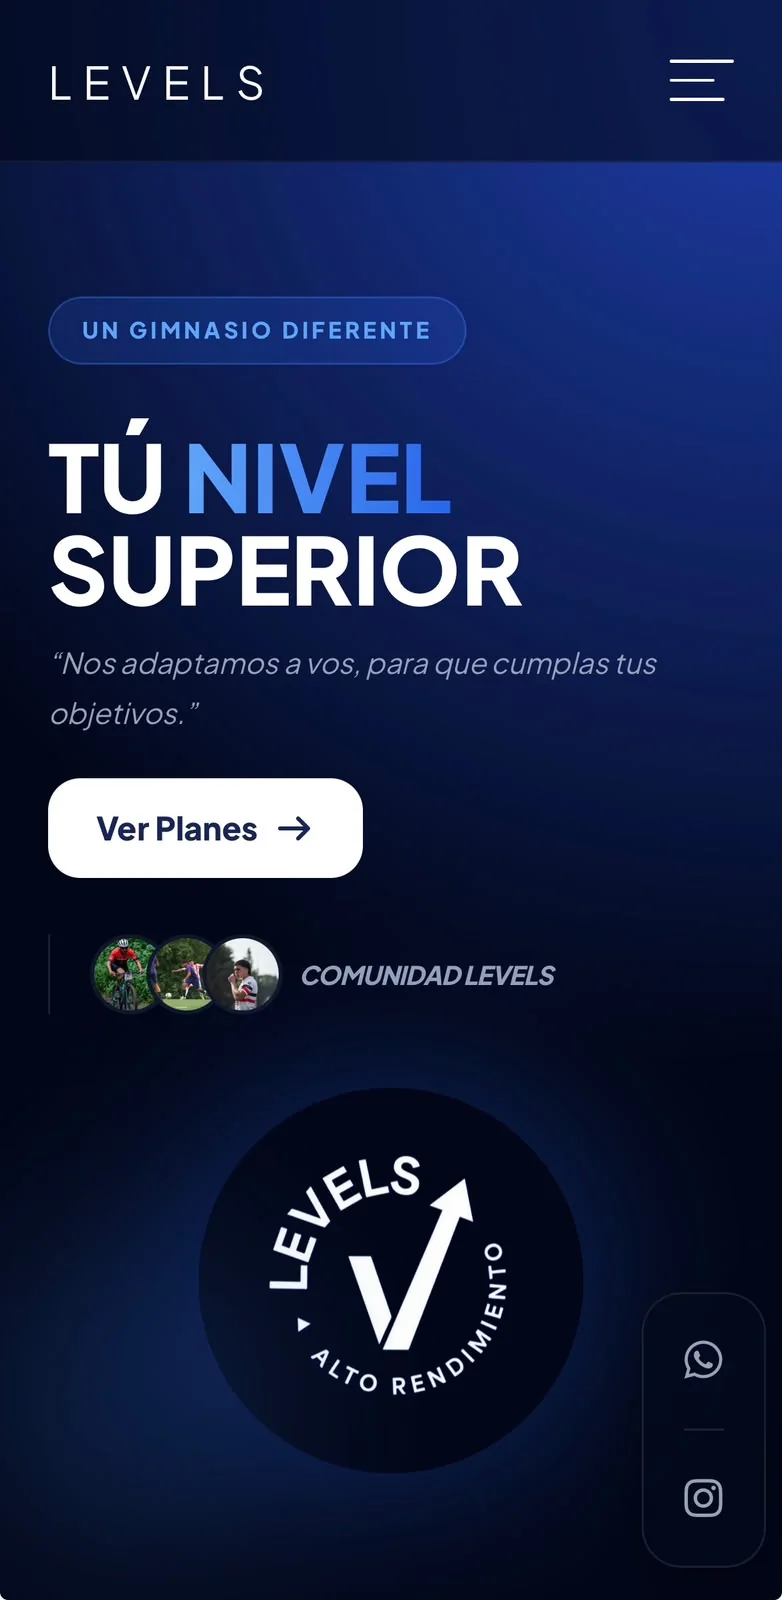 LEVELS
UN GIMNASIO DIFERENTE
TÚ NIVEL
SUPERIOR
“Nos adaptamos a vos, para que cumplas tus
objetivos.”
Ver Planes →
COMUNIDAD LEVELS
LEVELS
ALTO RENDIMIENTO